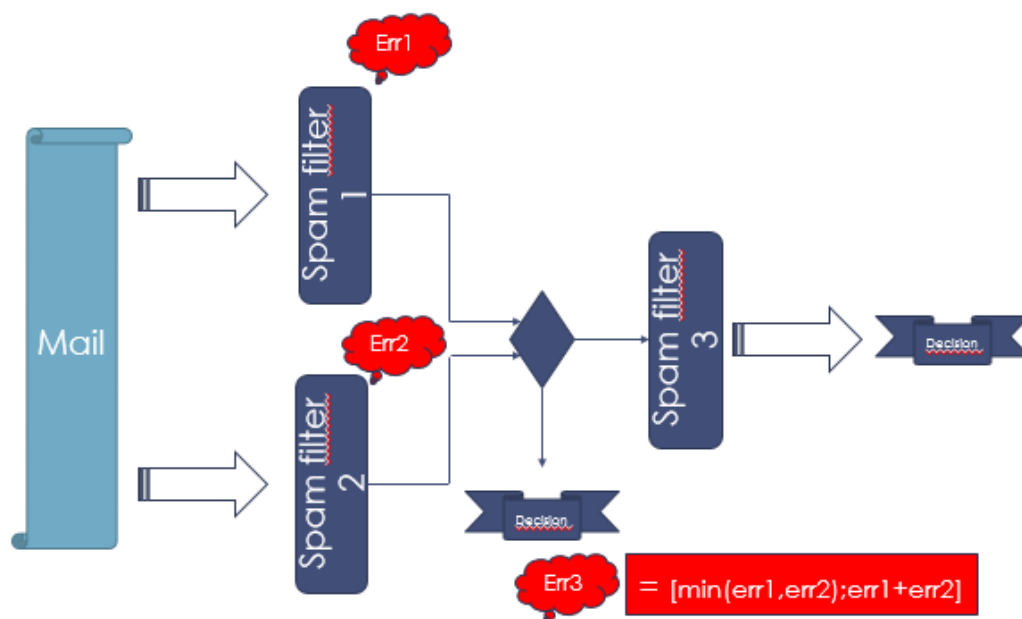 Err1
Spam filter
1
Mail
Err2
Spam filter
2
Spam filter
3
Decision
Decision
Err3
= [min(err1,err2);err1+err2]